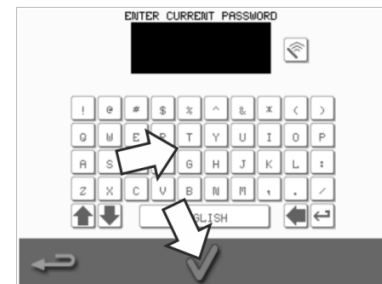 ENTER CURRENT PASSWORD
! @ # $ % ^ & * ( )
Q W E T Y U I O P
A S G H J K L :
Z X C V B N M , . /